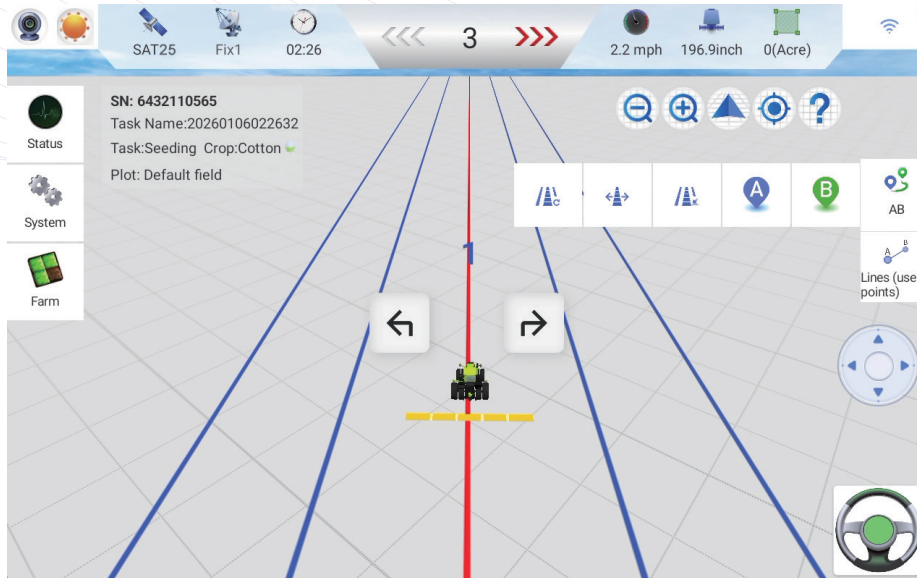 SAT25
Fix1
02:26
3
2.2 mph
196.9inch
0(Acre)
SN: 6432110565
Task Name:20260106022632
Task:Seeding Crop:Cotton
Plot: Default field
Status
System
Farm
A
B
AB
A B
Lines (use
points)
1